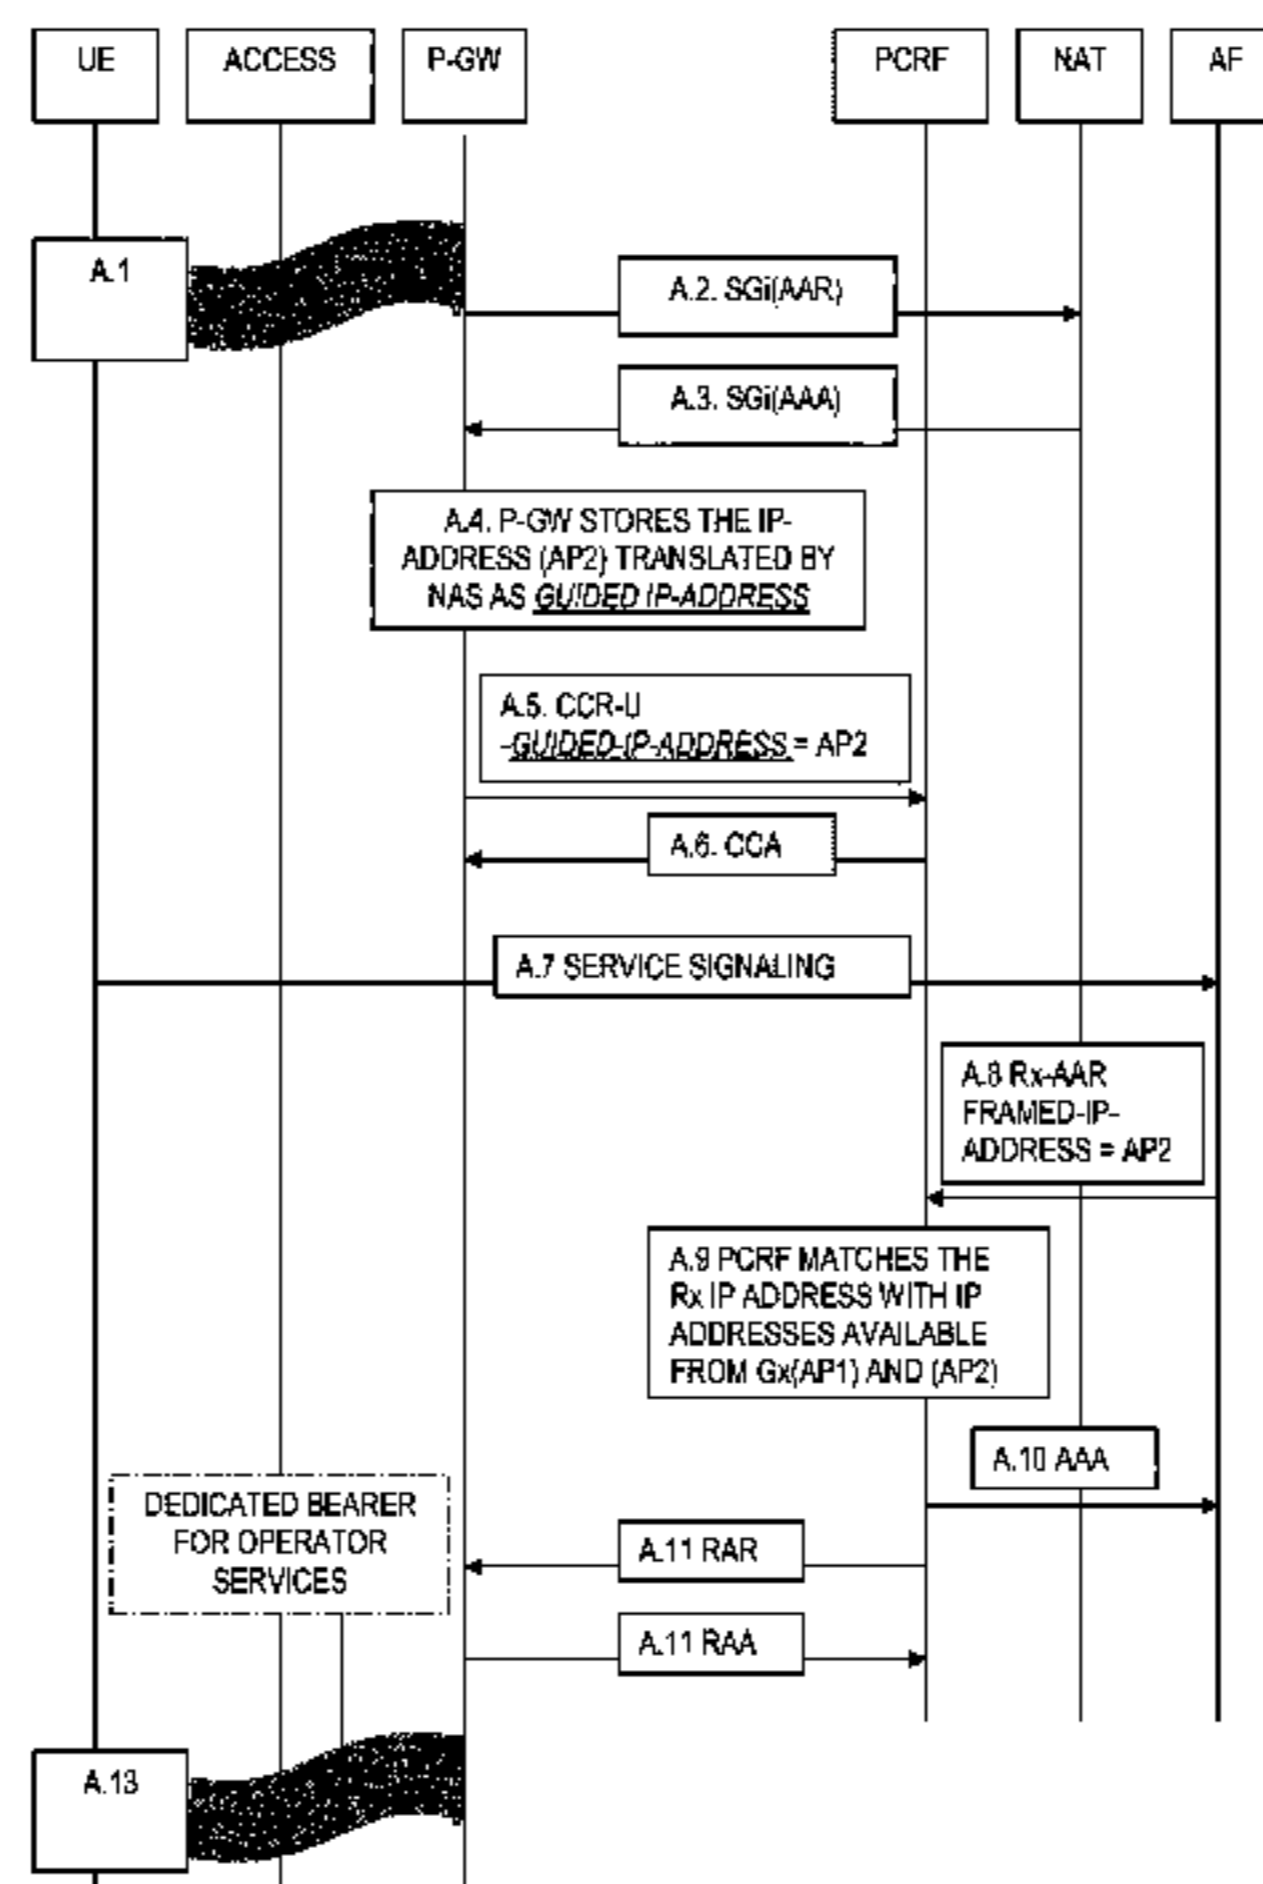 UE
ACCESS
P-GW
PCRF
NAT
AF
A.1
A.2. SGi(AAR)
A.3. SGi(AAA)
A.4. P-GW STORES THE IP-
ADDRESS (AP2) TRANSLATED BY
NAS AS GUIDED IP-ADDRESS
A.5. CCR-U
-GUIDED-IP-ADDRESS = AP2
A.6. CCA
A.7 SERVICE SIGNALING
A.8 Rx-AAR
FRAMED-IP-
ADDRESS = AP2
A.9 PCRF MATCHES THE
Rx IP ADDRESS WITH IP
ADDRESSES AVAILABLE
FROM Gx(AP1) AND (AP2)
A.10 AAA
DEDICATED BEARER
FOR OPERATOR
SERVICES
A.11 RAR
A.11 RAA
A.13